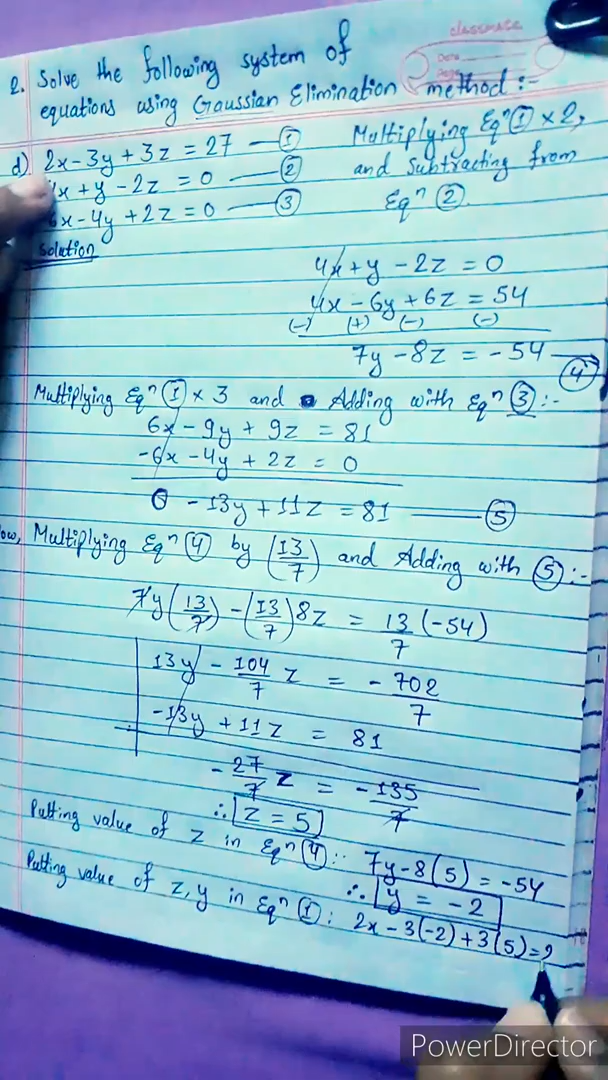 classmate
Date
Page
2. Solve the following system of
equations using Gaussian Elimination method :-
d) 2x - 3y + 3z = 27 — ①
x + y - 2z = 0 — ②
x - 4y + 2z = 0 — ③
Solution
Multiplying Eqⁿ ① × 2,
and Subtracting from
Eqⁿ ②.
4x + y - 2z = 0
4x - 6y + 6z = 54
(-) (+) (-) (-)
7y - 8z = -54 — ④
Multiplying Eqⁿ ① × 3 and Adding with Eqⁿ ③ :-
6x - 9y + 9z = 81
-6x - 4y + 2z = 0
0 - 13y + 11z = 81 — ⑤
Now, Multiplying Eqⁿ ④ by (13/7) and Adding with ⑤ :-
7y(13/7) - (13/7)8z = 13/7 (-54)
13y - 104/7 z = - 702/7
-13y + 11z = 81
- 27/7 z = - 135/7
∴ z = 5
Putting value of z in Eqⁿ ④ :- 7y - 8(5) = -54
∴ y = -2
Putting value of z, y in Eqⁿ ① : 2x - 3(-2) + 3(5) = 2
PowerDirector